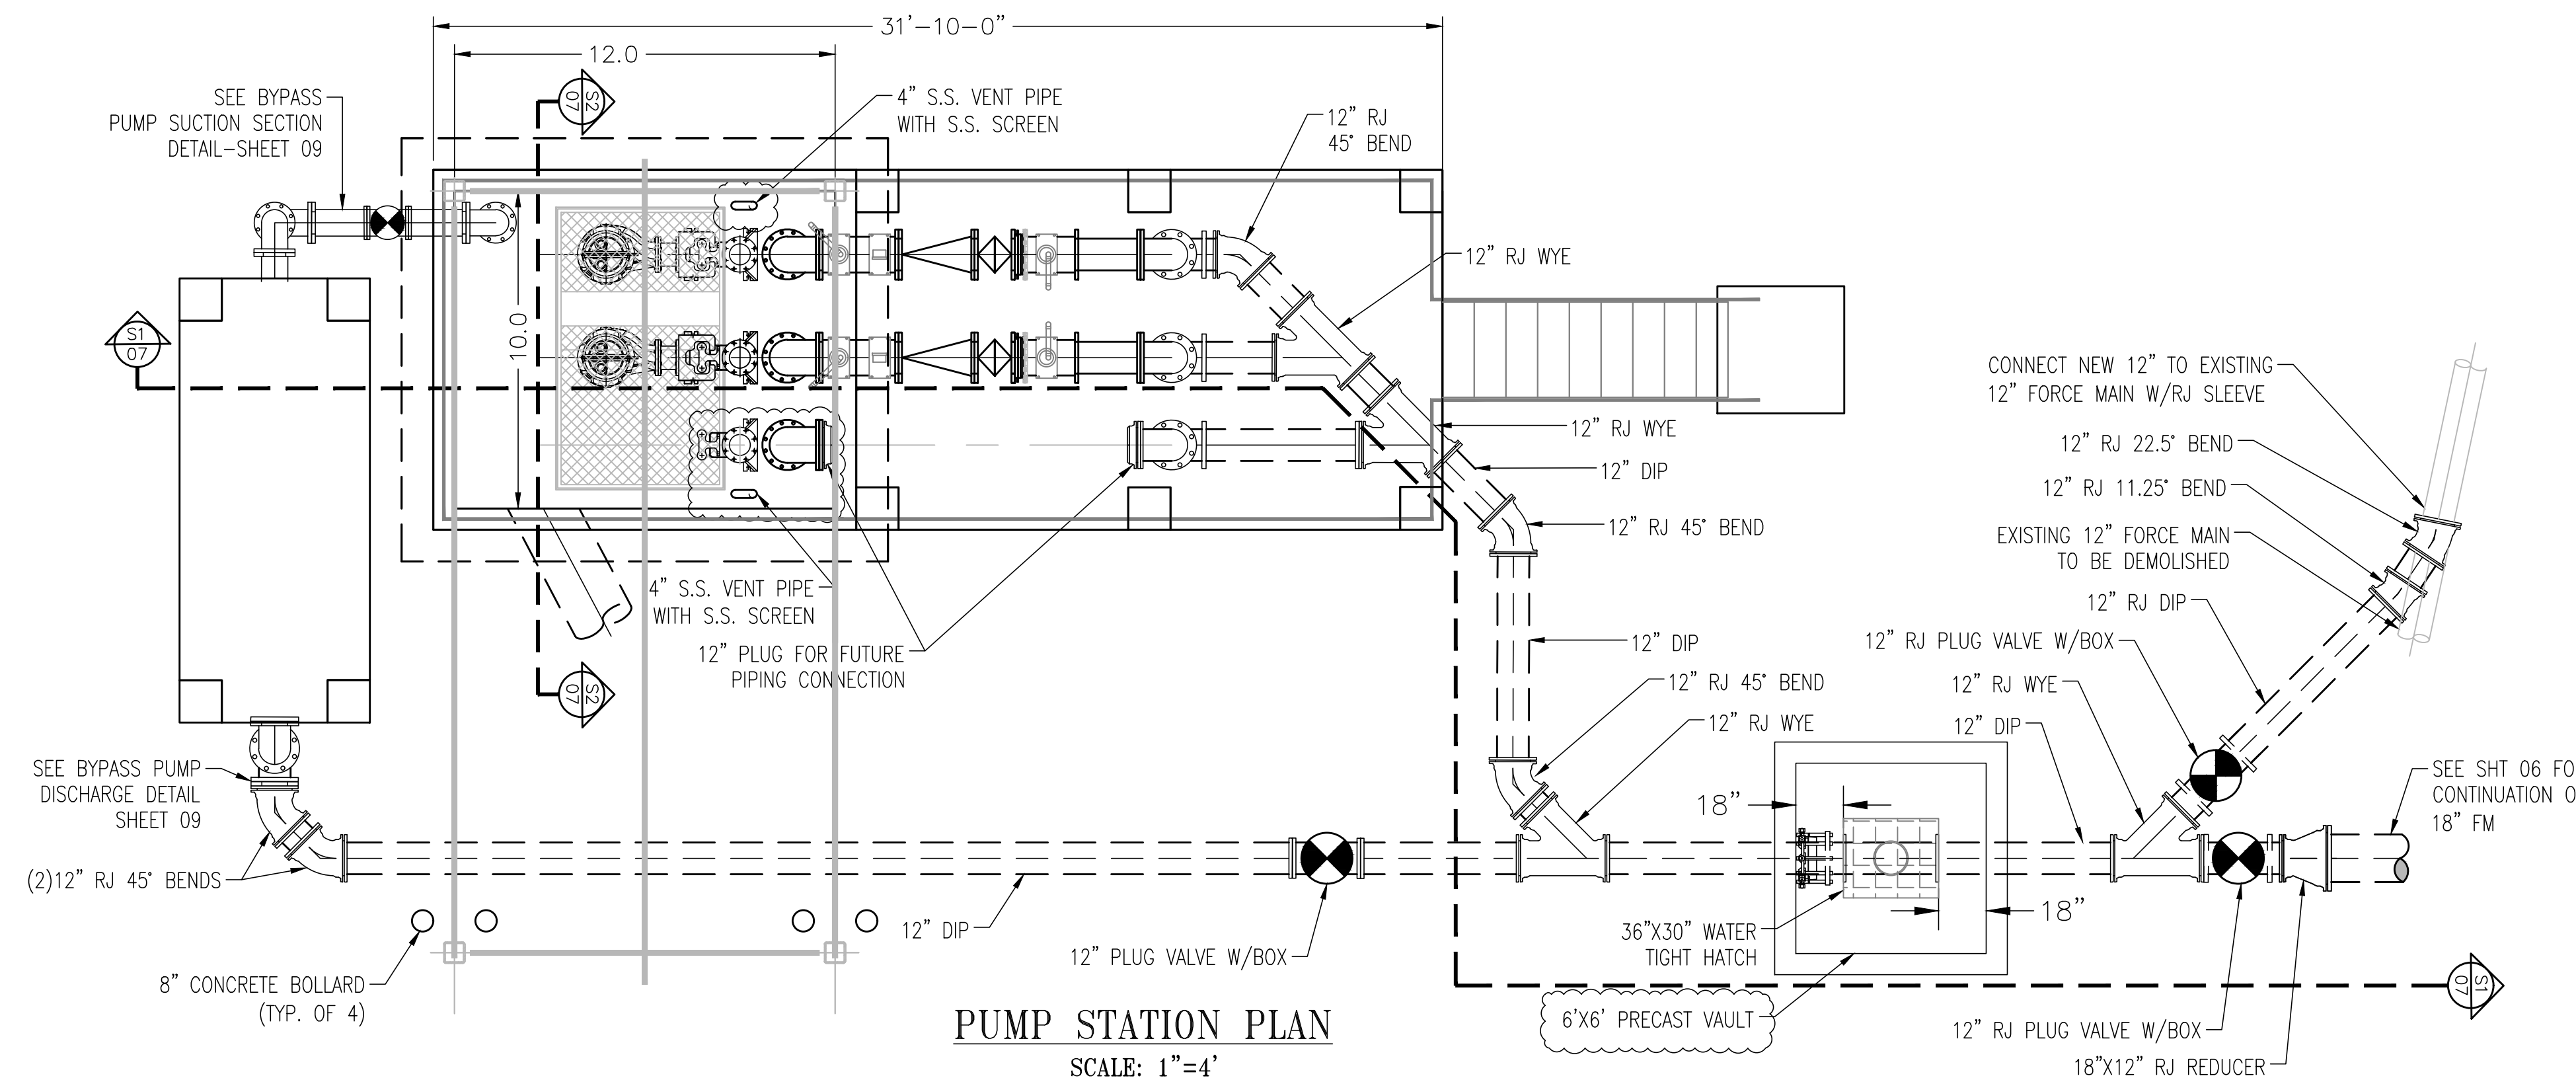 31'-10-0"
12.0
SEE BYPASS
PUMP SUCTION SECTION
DETAIL-SHEET 09
S2
07
4" S.S. VENT PIPE
WITH S.S. SCREEN
12" RJ
45° BEND
12" RJ WYE
10.0
S1
07
CONNECT NEW 12" TO EXISTING
12" FORCE MAIN W/RJ SLEEVE
12" RJ WYE
12" RJ 22.5° BEND
12" DIP
12" RJ 11.25° BEND
12" RJ 45° BEND
EXISTING 12" FORCE MAIN
TO BE DEMOLISHED
4" S.S. VENT PIPE
WITH S.S. SCREEN
12" RJ DIP
12" PLUG FOR FUTURE
PIPING CONNECTION
12" DIP
12" RJ PLUG VALVE W/BOX
S2
07
12" RJ 45° BEND
12" RJ WYE
12" RJ WYE
12" DIP
SEE BYPASS PUMP
DISCHARGE DETAIL
SHEET 09
SEE SHT 06 FO
CONTINUATION O
18" FM
18"
(2)12" RJ 45° BENDS
18"
12" DIP
36"X30" WATER
TIGHT HATCH
12" PLUG VALVE W/BOX
8" CONCRETE BOLLARD
(TYP. OF 4)
S1
07
6'X6' PRECAST VAULT
12" RJ PLUG VALVE W/BOX
18"X12" RJ REDUCER
PUMP STATION PLAN
SCALE: 1"=4'